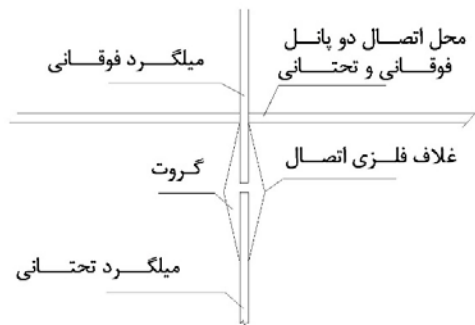 محل اتصال دو پانل
فوقانی و تحتانی
میلگرد فوقانی
غلاف فلزی اتصال
گروت
میلگرد تحتانی